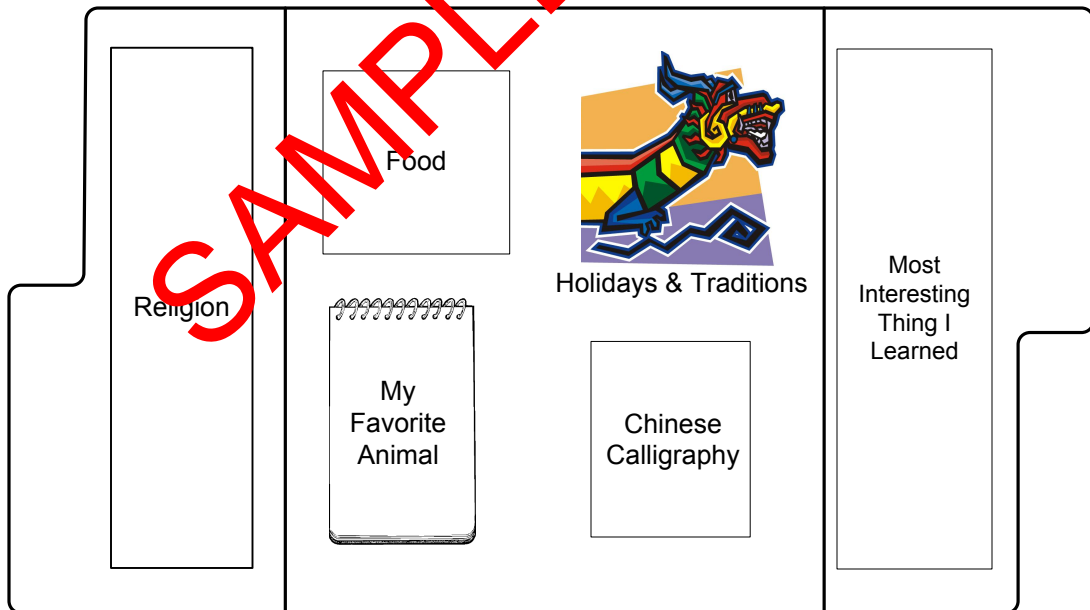 SAMPLE
Food
Religion
Holidays & Traditions
My
Favorite
Animal
Chinese
Calligraphy
Most
Interesting
Thing I
Learned